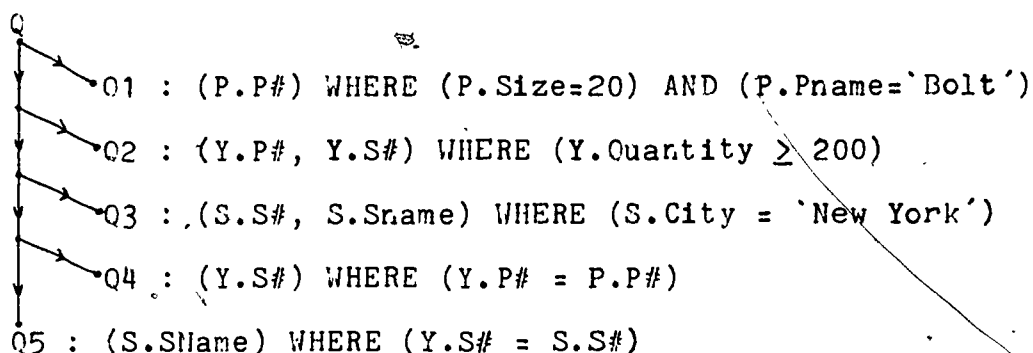 Q
Q1 : (P.P#) WHERE (P.Size=20) AND (P.Pname=`Bolt´)
Q2 : (Y.P#, Y.S#) WHERE (Y.Quantity ≥ 200)
Q3 : (S.S#, S.Sname) WHERE (S.City = `New York´)
Q4 : (Y.S#) WHERE (Y.P# = P.P#)
Q5 : (S.SName) WHERE (Y.S# = S.S#)